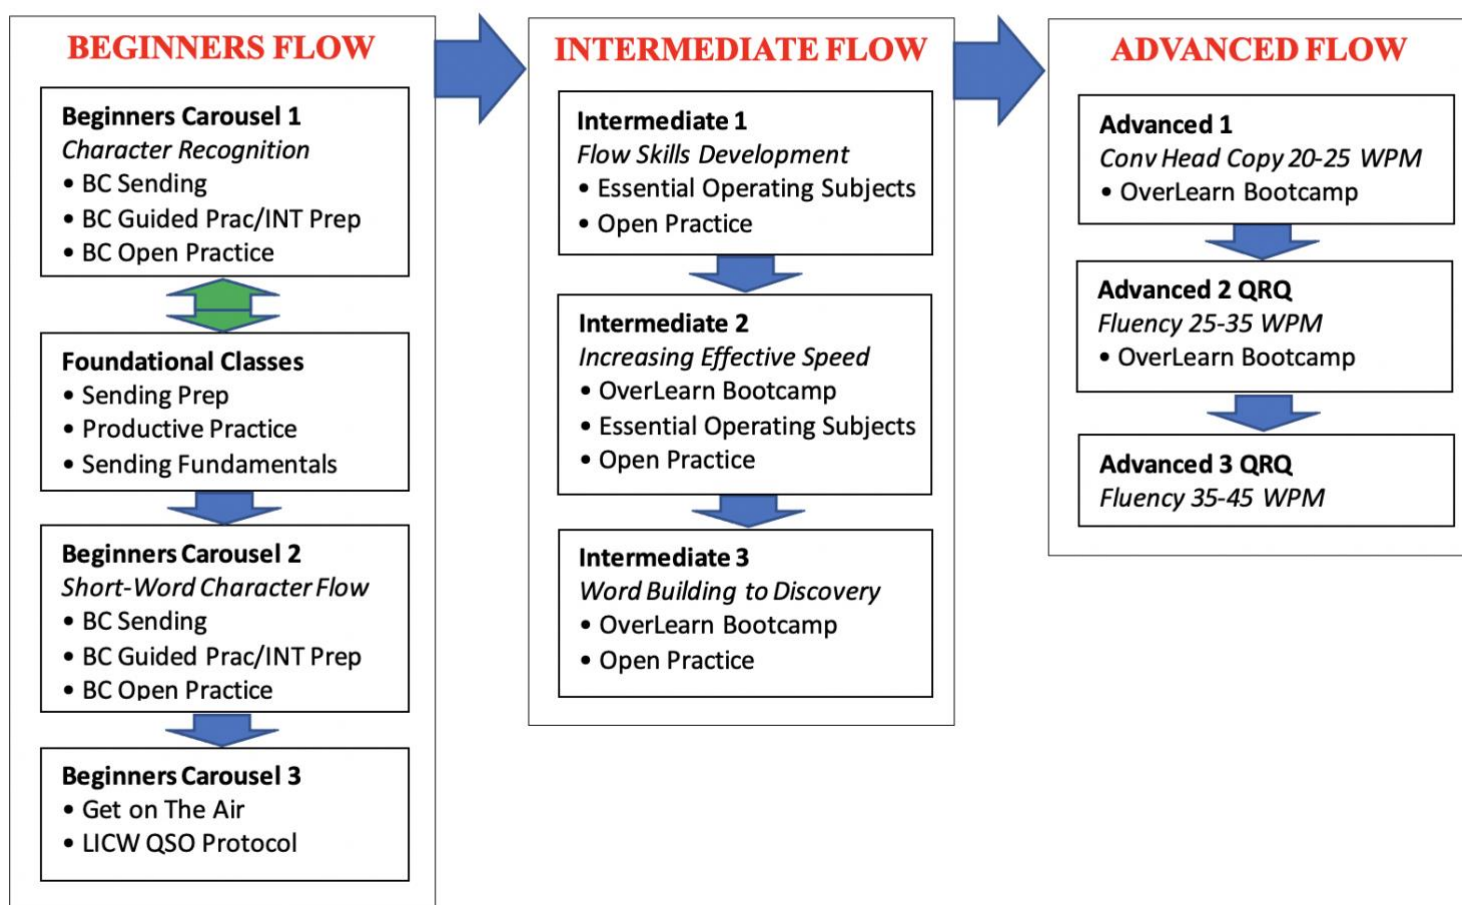 BEGINNERS FLOW
Beginners Carousel 1
Character Recognition
• BC Sending
• BC Guided Prac/INT Prep
• BC Open Practice
Foundational Classes
• Sending Prep
• Productive Practice
• Sending Fundamentals
Beginners Carousel 2
Short-Word Character Flow
• BC Sending
• BC Guided Prac/INT Prep
• BC Open Practice
Beginners Carousel 3
• Get on The Air
• LICW QSO Protocol
INTERMEDIATE FLOW
Intermediate 1
Flow Skills Development
• Essential Operating Subjects
• Open Practice
Intermediate 2
Increasing Effective Speed
• OverLearn Bootcamp
• Essential Operating Subjects
• Open Practice
Intermediate 3
Word Building to Discovery
• OverLearn Bootcamp
• Open Practice
ADVANCED FLOW
Advanced 1
Conv Head Copy 20-25 WPM
• OverLearn Bootcamp
Advanced 2 QRQ
Fluency 25-35 WPM
• OverLearn Bootcamp
Advanced 3 QRQ
Fluency 35-45 WPM